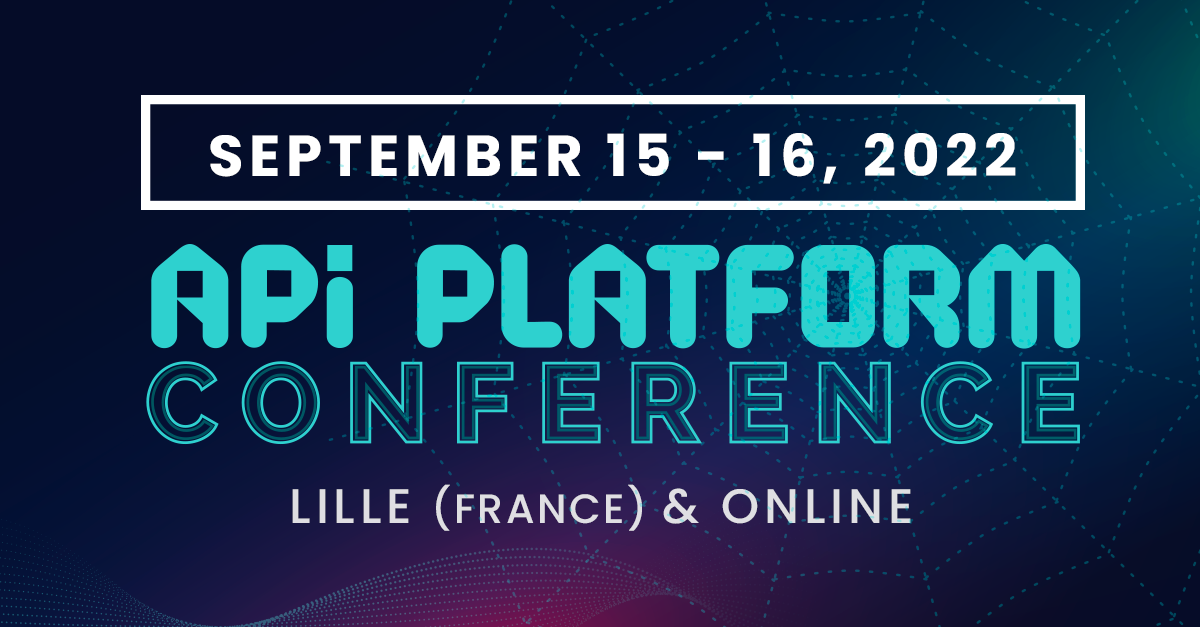 SEPTEMBER 15 - 16, 2022
APi PLATFORM
CONFERENCE
LILLE (FRANCE) & ONLINE